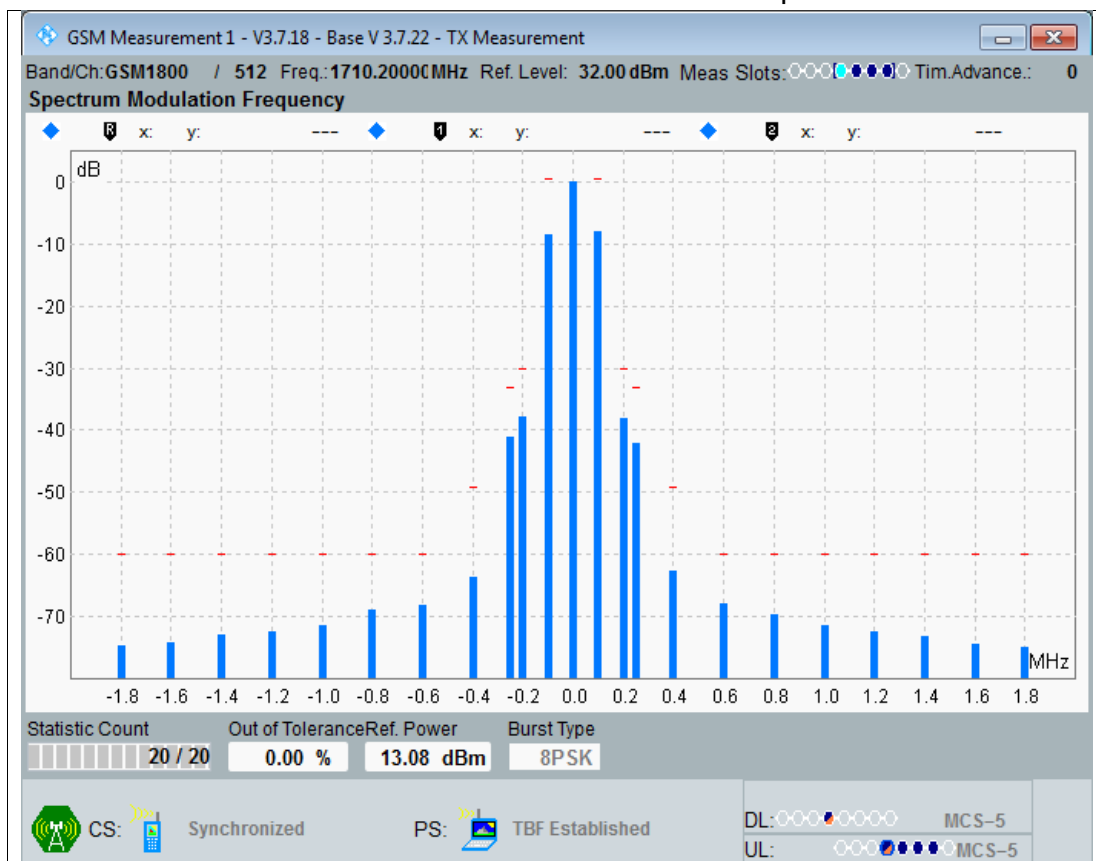 GSM Measurement 1 - V3.7.18 - Base V 3.7.22 - TX Measurement
Band/Ch:GSM1800 / 512 Freq.:1710.20000MHz Ref. Level: 32.00 dBm Meas Slots: Tim.Advance.: 0
Spectrum Modulation Frequency
R x: y: --- 1 x: y: --- 2 x: y: ---
dB
0
-10
-20
-30
-40
-50
-60
-70
MHz
-1.8 -1.6 -1.4 -1.2 -1.0 -0.8 -0.6 -0.4 -0.2 0.0 0.2 0.4 0.6 0.8 1.0 1.2 1.4 1.6 1.8
Statistic Count Out of Tolerance Ref. Power Burst Type
20 / 20 0.00 % 13.08 dBm 8PSK
CS: Synchronized PS: TBF Established
DL: MCS-5
UL: MCS-5